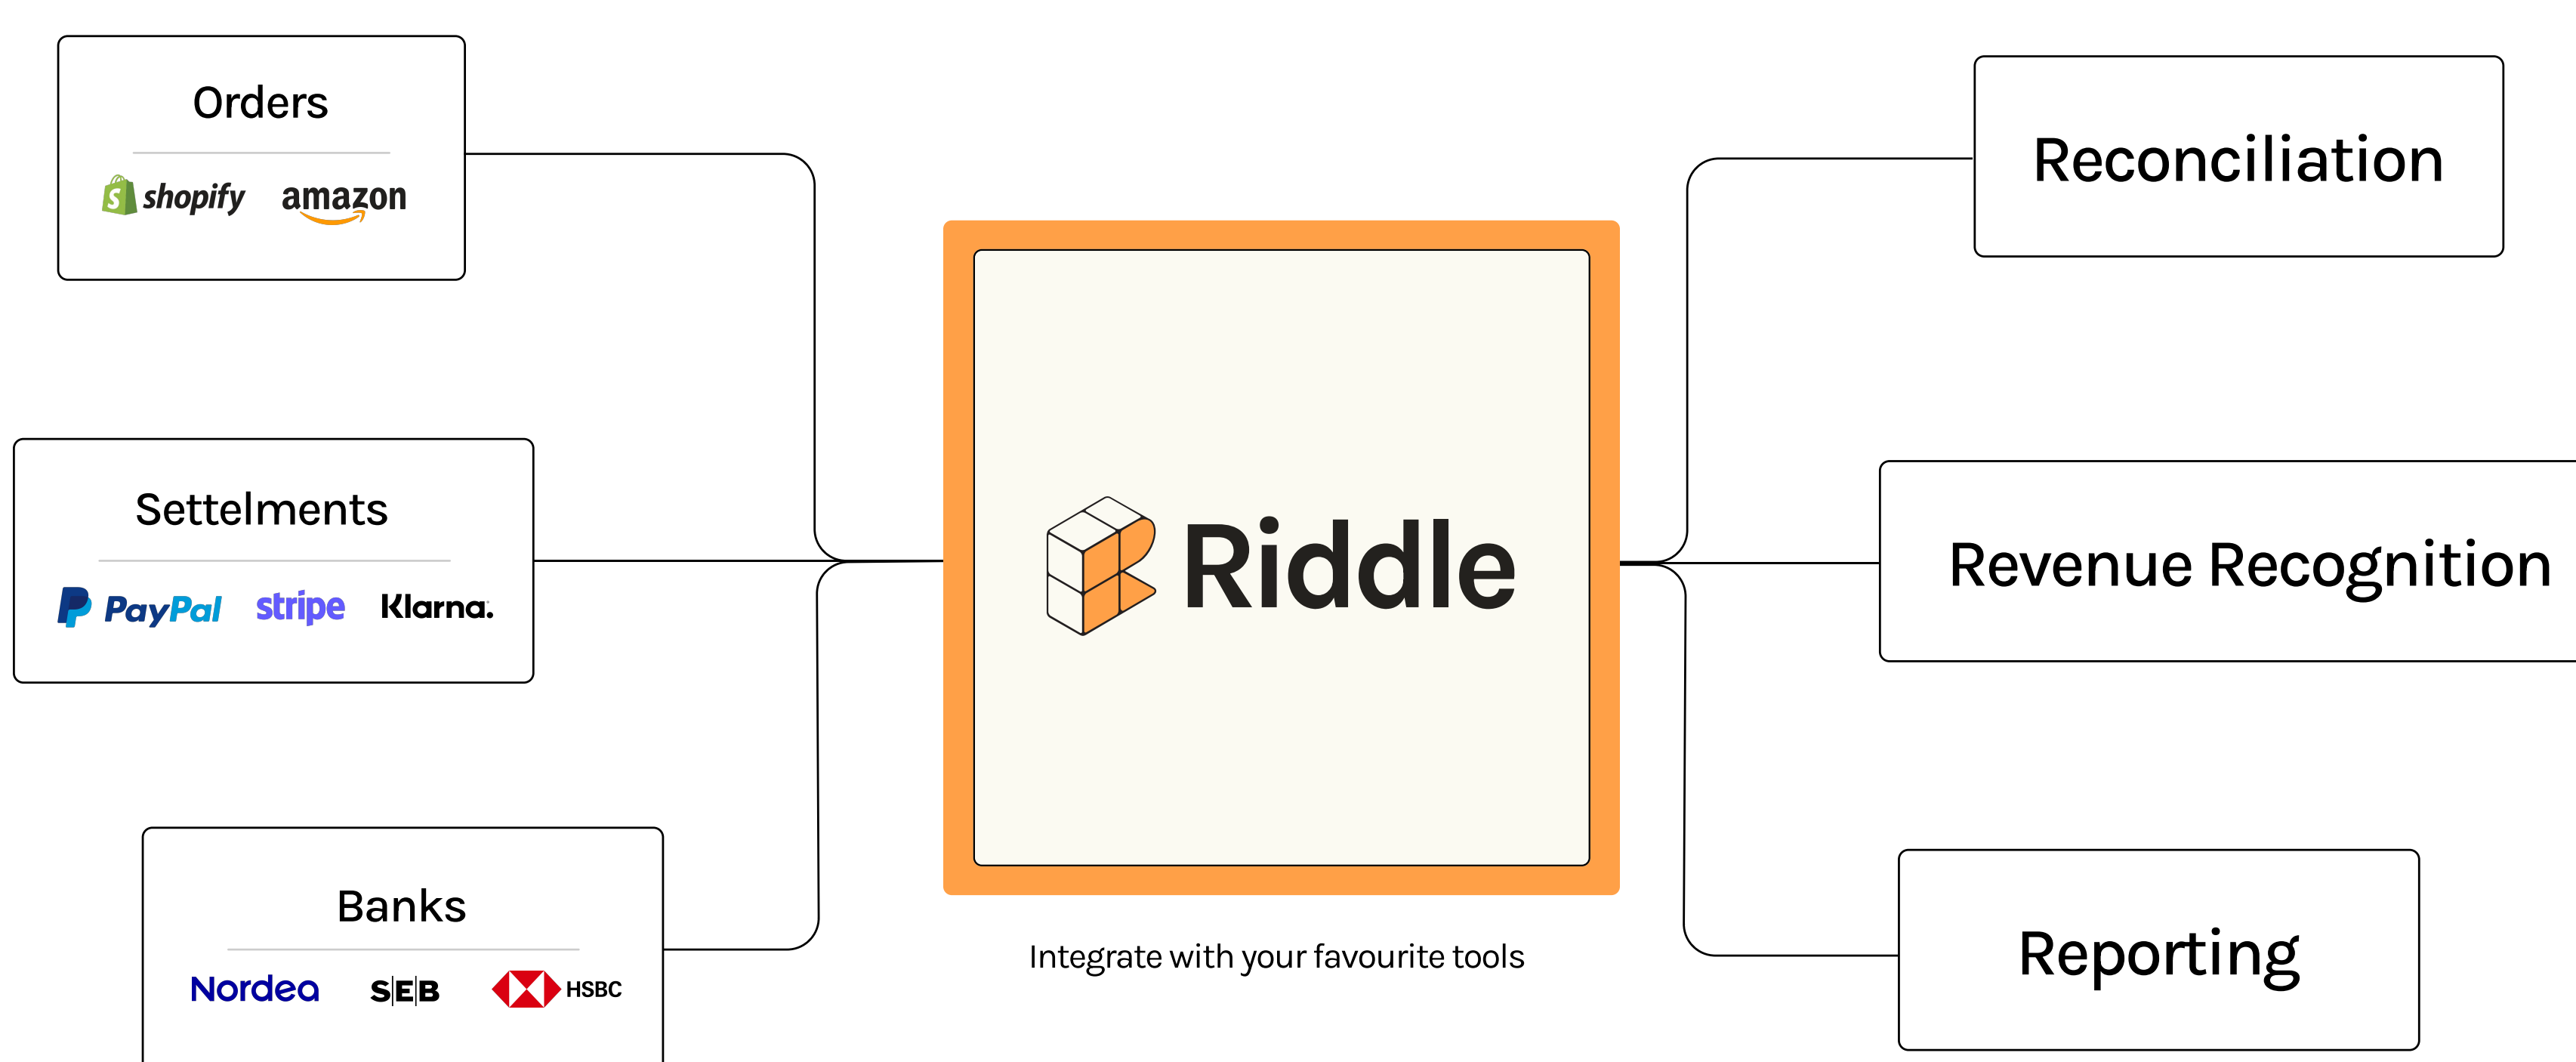 Orders
shopify amazon
Settelments
PayPal stripe Klarna.
Banks
Nordea S|E|B HSBC
Riddle
Integrate with your favourite tools
Reconciliation
Revenue Recognition
Reporting